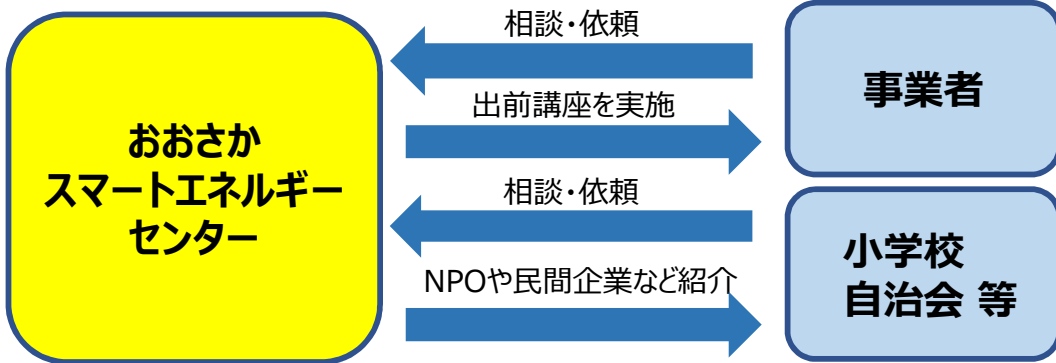 おおさか
スマートエネルギー
センター
相談・依頼
出前講座を実施
事業者
相談・依頼
NPOや民間企業など紹介
小学校
自治会 等